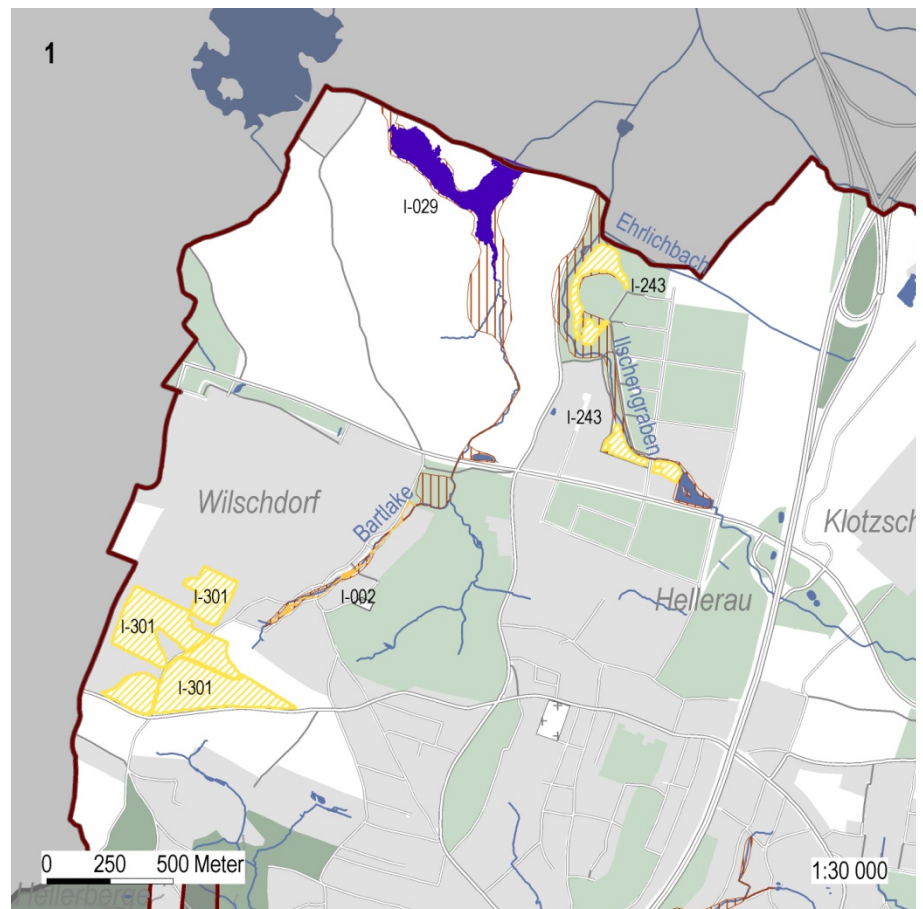 1
I-029
Ehrlichbach
I-243
Ilschengraben
I-243
Wilschdorf
Bartlake
Klotzsch
I-301
I-301
I-002
Hellerau
I-301
0 250 500 Meter
1:30 000
Hellerberge